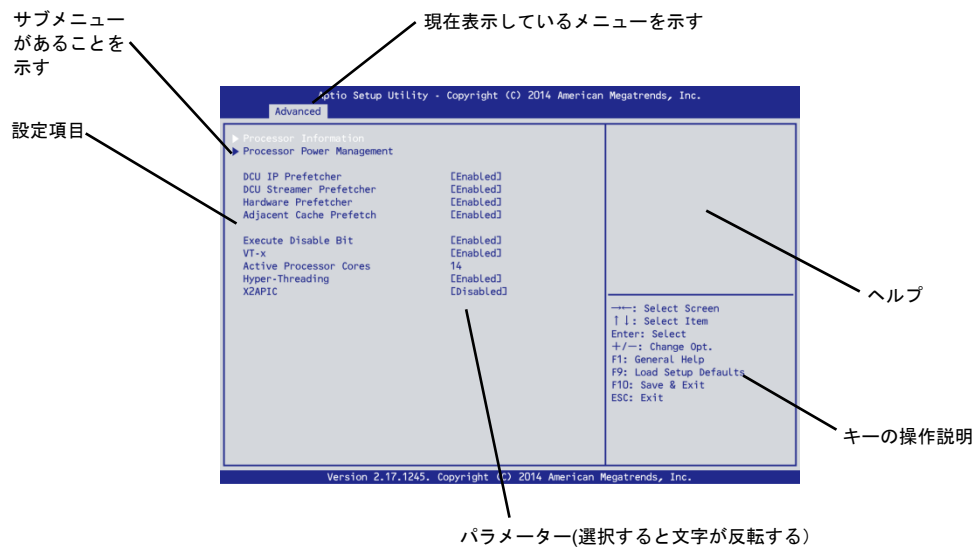 サブメニュー
があることを
示す
現在表示しているメニューを示す
設定項目
Aptio Setup Utility - Copyright (C) 2014 American Megatrends, Inc.
Advanced
▶ Processor Information
▶ Processor Power Management
DCU IP Prefetcher [Enabled]
DCU Streamer Prefetcher [Enabled]
Hardware Prefetcher [Enabled]
Adjacent Cache Prefetch [Enabled]
Execute Disable Bit [Enabled]
VT-x [Enabled]
Active Processor Cores 14
Hyper-Threading [Enabled]
X2APIC [Disabled]
→←: Select Screen
↑↓: Select Item
Enter: Select
+/-: Change Opt.
F1: General Help
F9: Load Setup Defaults
F10: Save & Exit
ESC: Exit
Version 2.17.1245. Copyright (C) 2014 American Megatrends, Inc.
ヘルプ
キーの操作説明
パラメーター(選択すると文字が反転する）